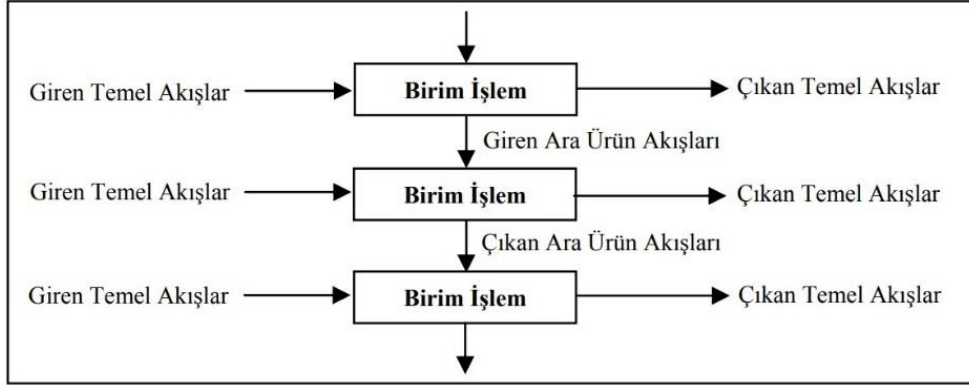 Giren Temel Akışlar
Birim İşlem
Çıkan Temel Akışlar
Giren Ara Ürün Akışları
Giren Temel Akışlar
Birim İşlem
Çıkan Temel Akışlar
Çıkan Ara Ürün Akışları
Giren Temel Akışlar
Birim İşlem
Çıkan Temel Akışlar